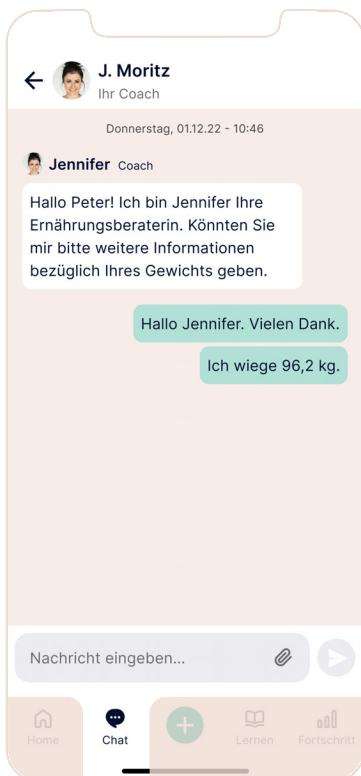 J. Moritz
Ihr Coach
Donnerstag, 01.12.22 - 10:46
Jennifer Coach
Hallo Peter! Ich bin Jennifer Ihre
Ernährungsberaterin. Könnten Sie
mir bitte weitere Informationen
bezüglich Ihres Gewichts geben.
Hallo Jennifer. Vielen Dank.
Ich wiege 96,2 kg.
Nachricht eingeben...
Home Chat Lernen Fortschritt